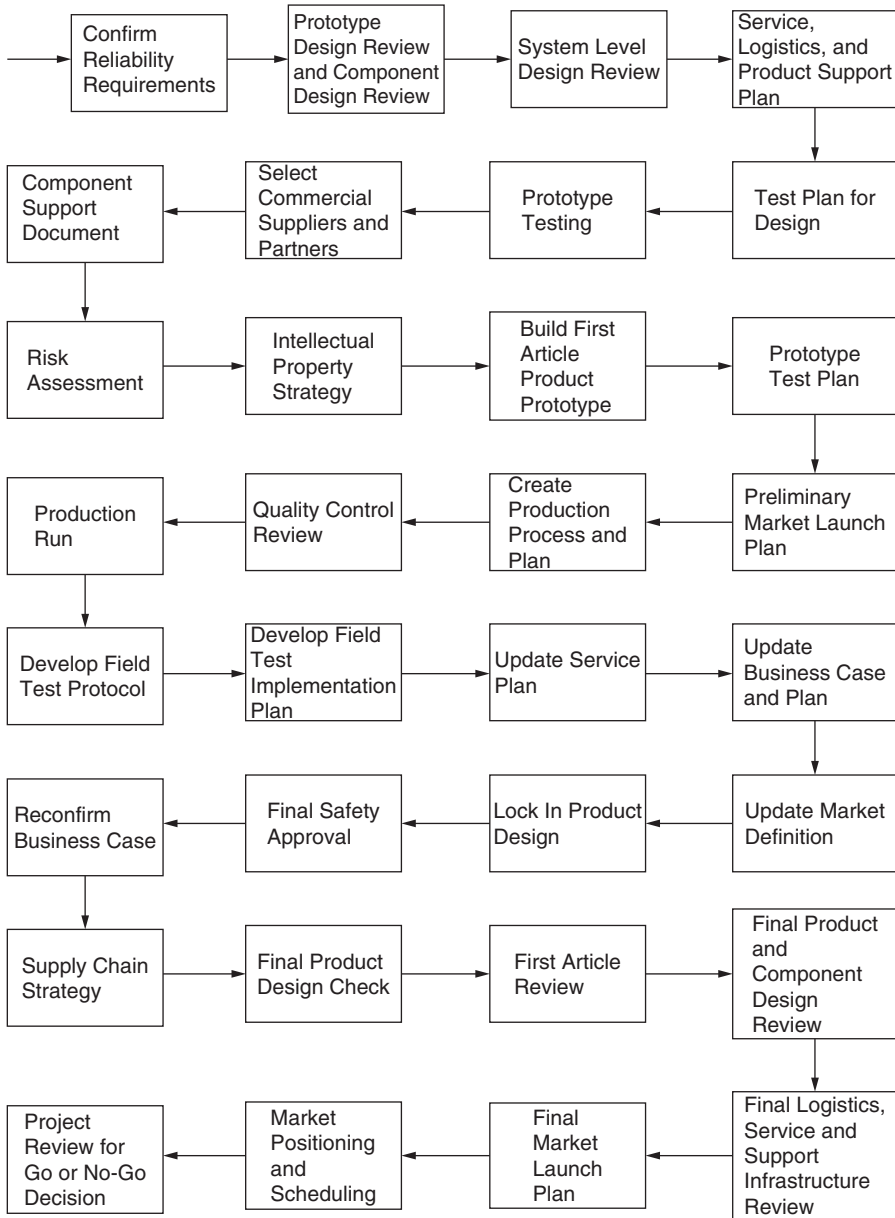 Confirm
Reliability
Requirements
Prototype
Design Review
and Component
Design Review
System Level
Design Review
Service,
Logistics, and
Product Support
Plan
Test Plan for
Design
Prototype
Testing
Select
Commercial
Suppliers and
Partners
Component
Support
Document
Risk
Assessment
Intellectual
Property
Strategy
Build First
Article
Product
Prototype
Prototype
Test Plan
Preliminary
Market Launch
Plan
Create
Production
Process and
Plan
Quality Control
Review
Production
Run
Develop Field
Test Protocol
Develop Field
Test
Implementation
Plan
Update Service
Plan
Update
Business Case
and Plan
Update Market
Definition
Lock In Product
Design
Final Safety
Approval
Reconfirm
Business Case
Supply Chain
Strategy
Final Product
Design Check
First Article
Review
Final Product
and
Component
Design
Review
Final Logistics,
Service and
Support
Infrastructure
Review
Final
Market
Launch
Plan
Market
Positioning
and
Scheduling
Project
Review for
Go or No-Go
Decision